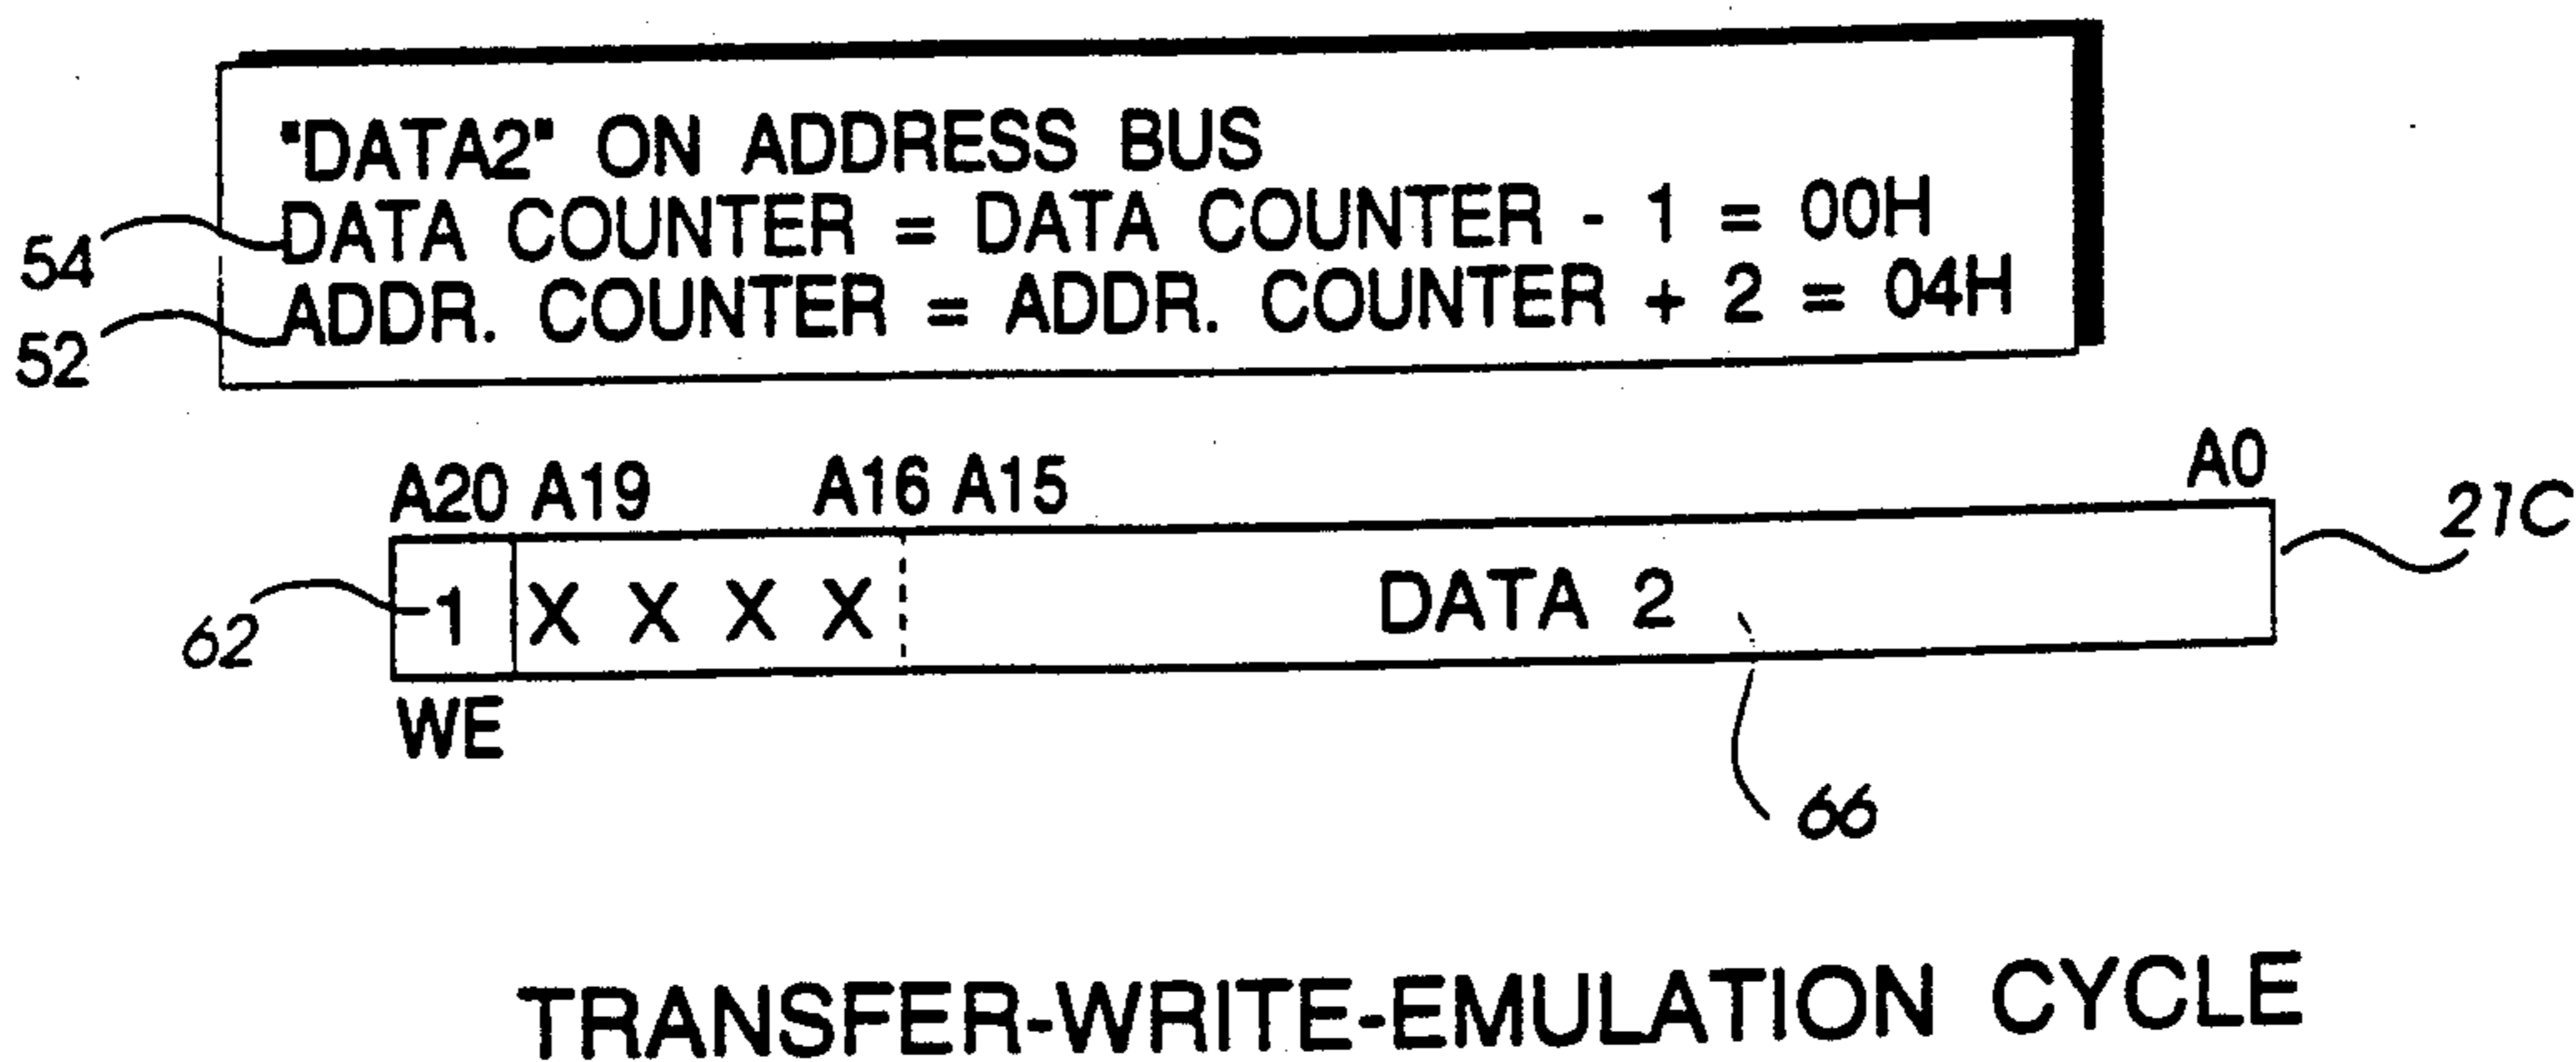 "DATA2" ON ADDRESS BUS
54 DATA COUNTER = DATA COUNTER - 1 = 00H
52 ADDR. COUNTER = ADDR. COUNTER + 2 = 04H
A20 A19 A16 A15 A0
21C
62 1 X X X X DATA 2
WE
66
TRANSFER-WRITE-EMULATION CYCLE